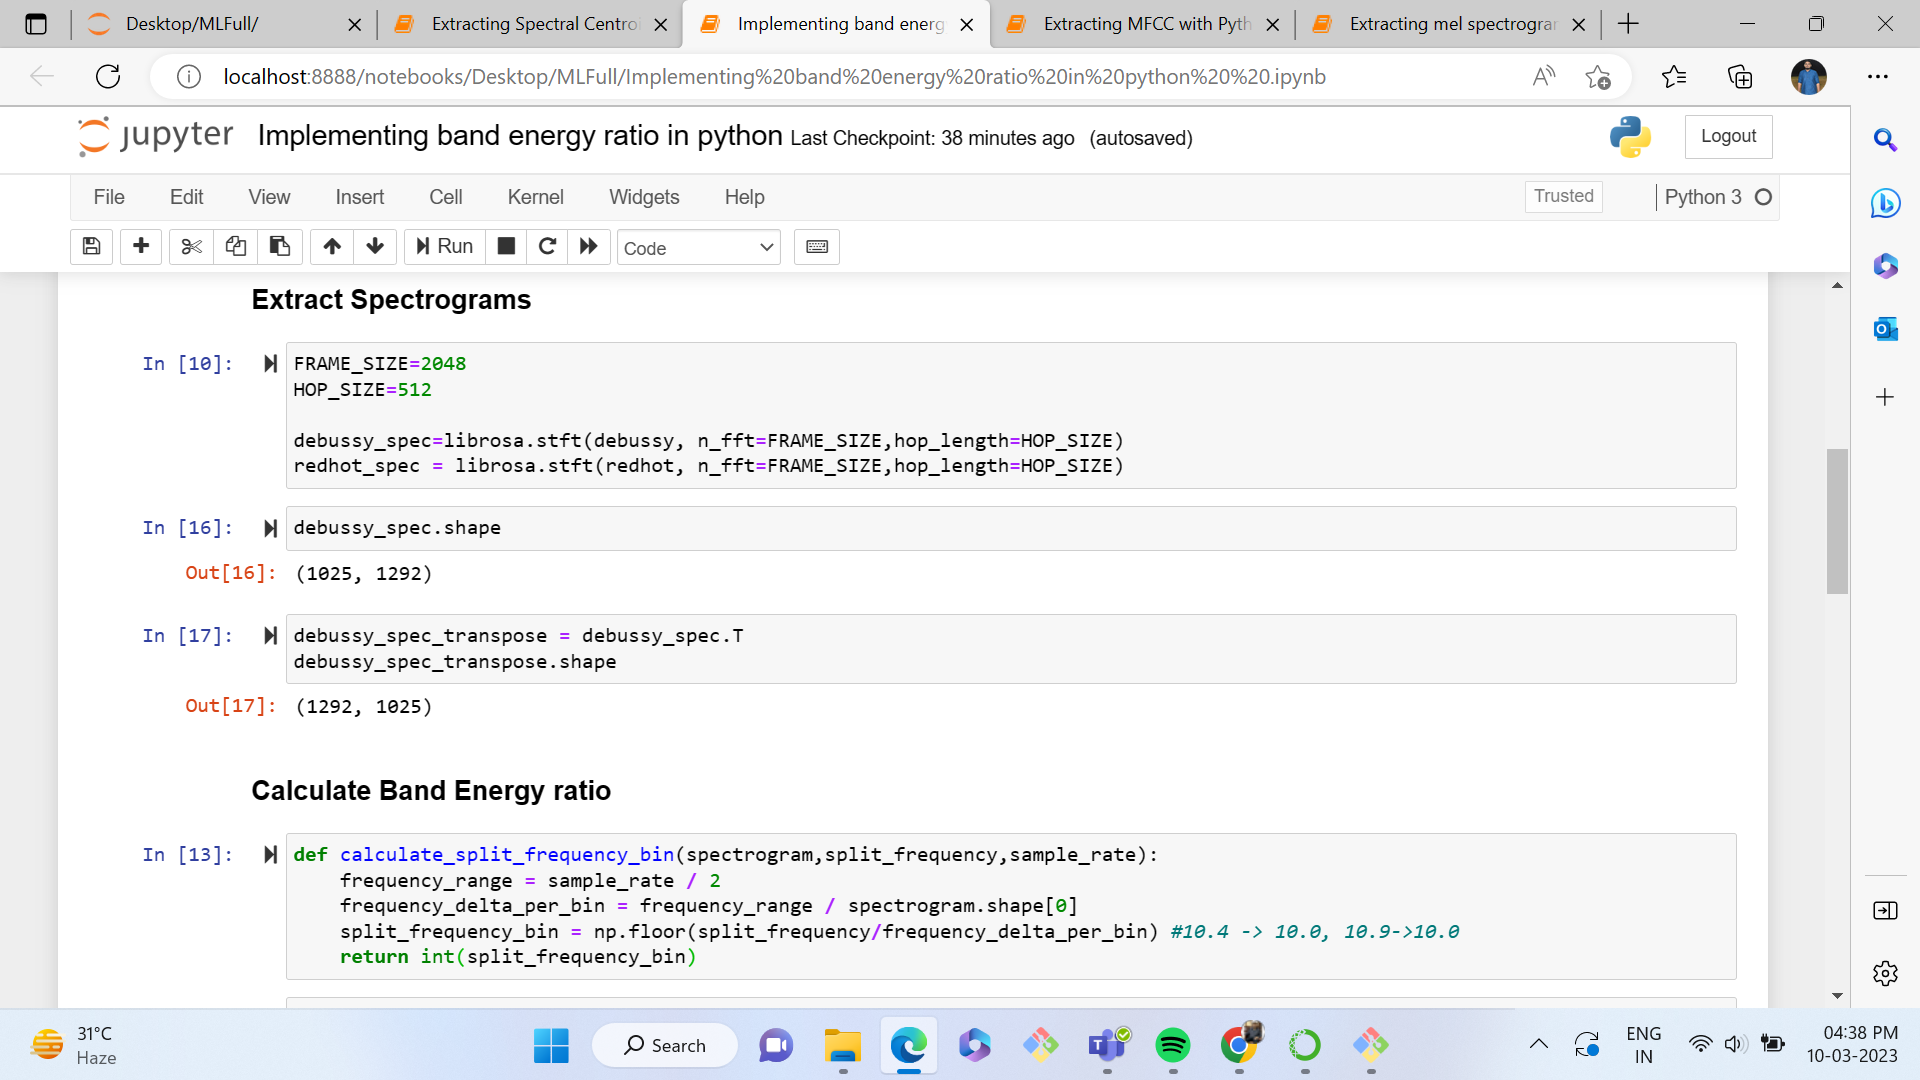 Desktop/MLFull/
Extracting Spectral Centro
Implementing band energ
Extracting MFCC with Pyth
Extracting mel spectrogra
localhost:8888/notebooks/Desktop/MLFull/Implementing%20band%20energy%20ratio%20in%20python%20%20.ipynb
jupyter Implementing band energy ratio in python Last Checkpoint: 38 minutes ago (autosaved)
Logout
File Edit View Insert Cell Kernel Widgets Help
Trusted
Python 3
Run
Code
Extract Spectrograms
In [10]:
FRAME_SIZE=2048
HOP_SIZE=512
debussy_spec=librosa.stft(debussy, n_fft=FRAME_SIZE,hop_length=HOP_SIZE)
redhot_spec = librosa.stft(redhot, n_fft=FRAME_SIZE,hop_length=HOP_SIZE)
In [16]:
debussy_spec.shape
Out[16]: (1025, 1292)
In [17]:
debussy_spec_transpose = debussy_spec.T
debussy_spec_transpose.shape
Out[17]: (1292, 1025)
Calculate Band Energy ratio
In [13]:
def calculate_split_frequency_bin(spectrogram,split_frequency,sample_rate):
    frequency_range = sample_rate / 2
    frequency_delta_per_bin = frequency_range / spectrogram.shape[0]
    split_frequency_bin = np.floor(split_frequency/frequency_delta_per_bin) #10.4 -> 10.0, 10.9->10.0
    return int(split_frequency_bin)
31°C
Haze
Search
ENG
IN
04:38 PM
10-03-2023